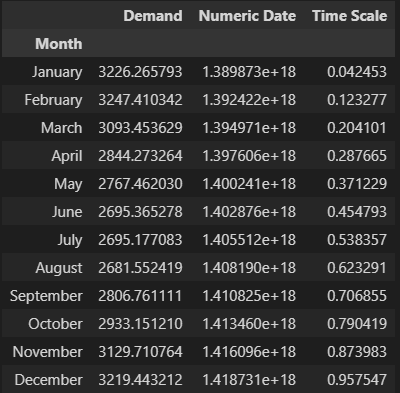 Demand Numeric Date Time Scale
Month
January 3226.265793 1.389873e+18 0.042453
February 3247.410342 1.392422e+18 0.123277
March 3093.453629 1.394971e+18 0.204101
April 2844.273264 1.397606e+18 0.287665
May 2767.462030 1.400241e+18 0.371229
June 2695.365278 1.402876e+18 0.454793
July 2695.177083 1.405512e+18 0.538357
August 2681.552419 1.408190e+18 0.623291
September 2806.761111 1.410825e+18 0.706855
October 2933.151210 1.413460e+18 0.790419
November 3129.710764 1.416096e+18 0.873983
December 3219.443212 1.418731e+18 0.957547